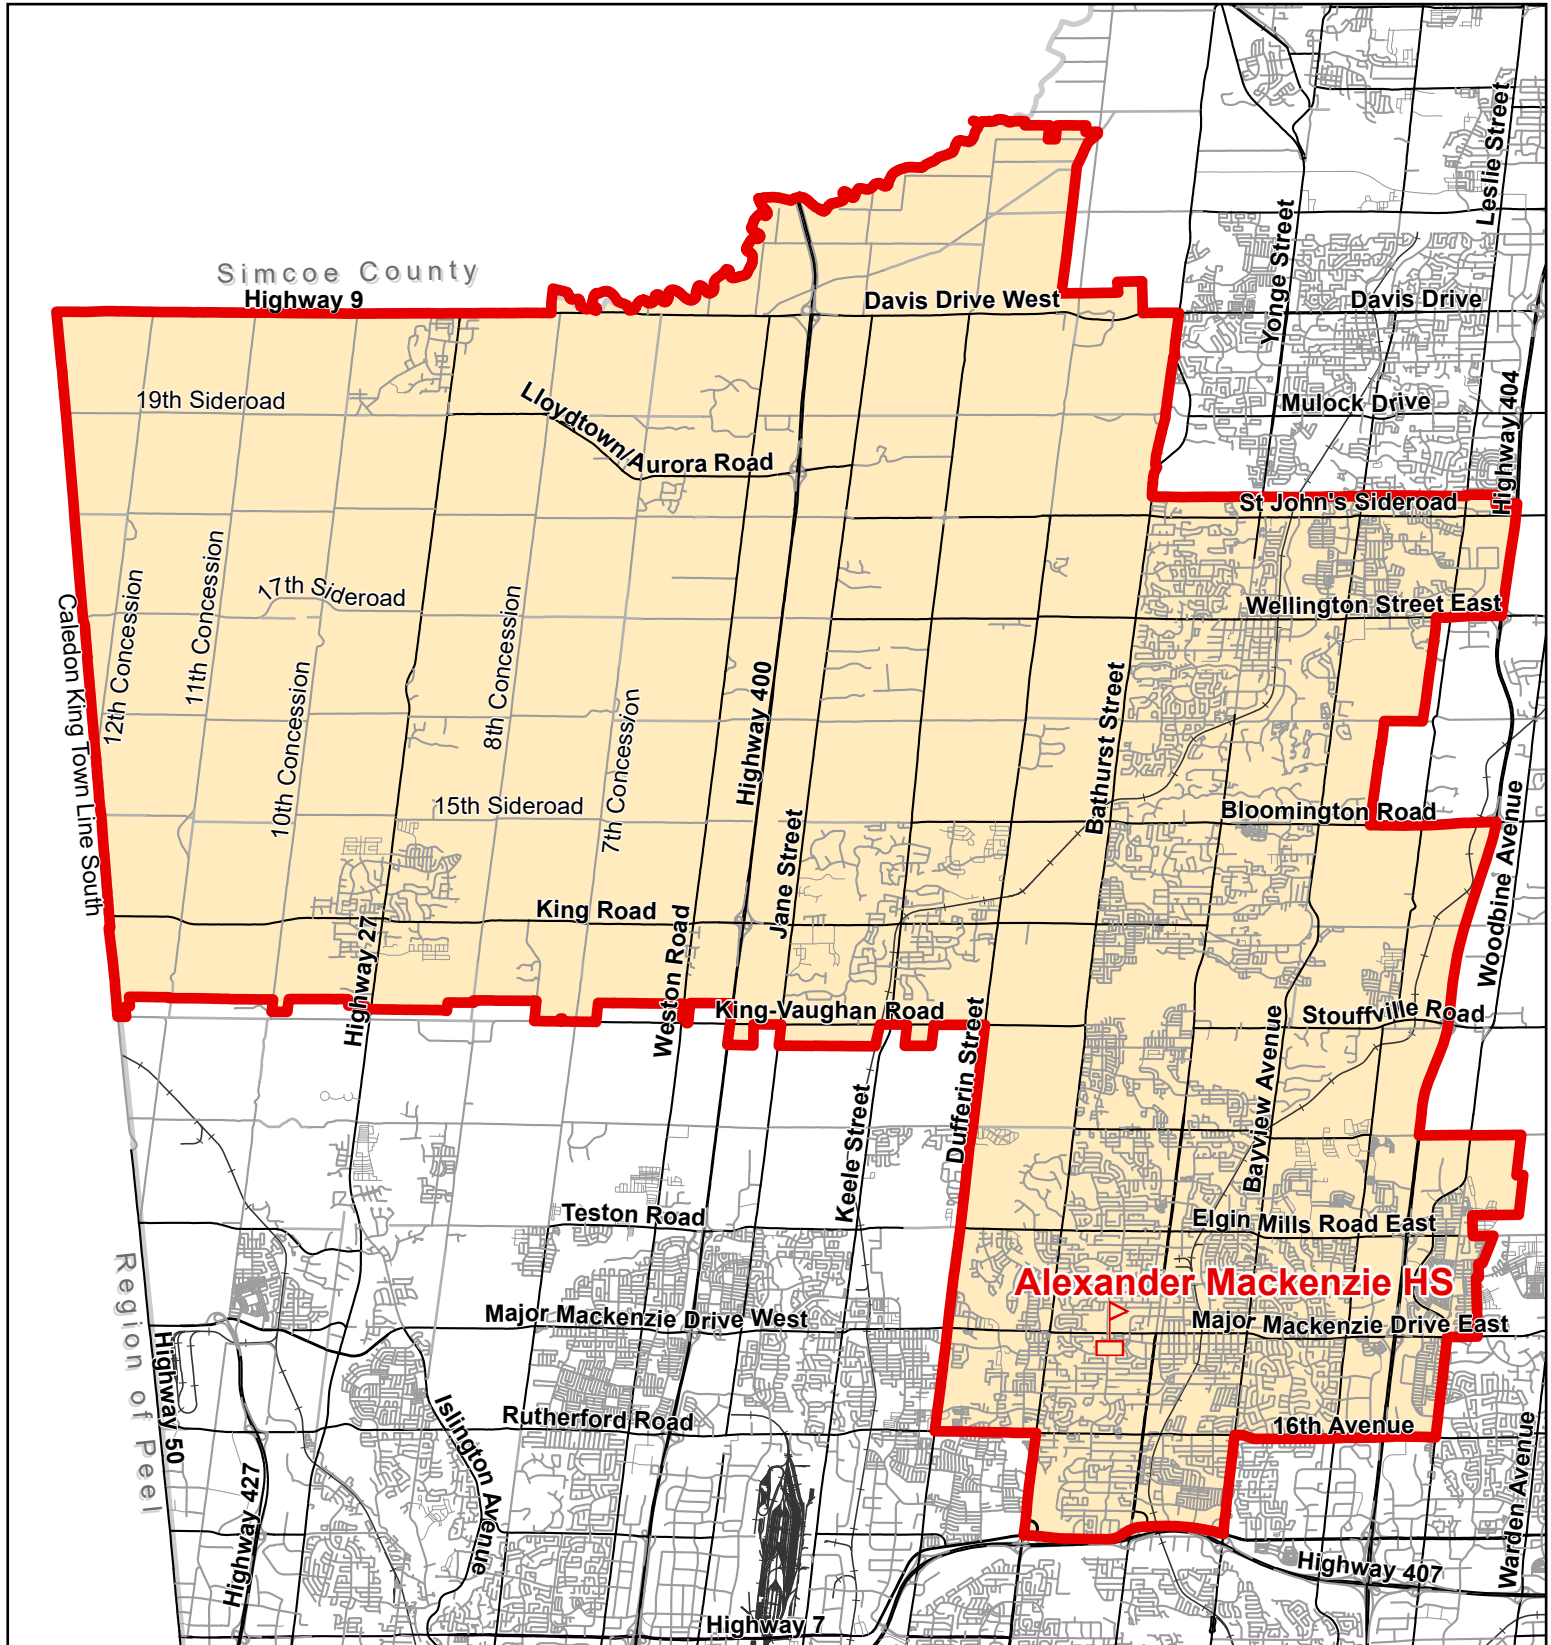 Leslie Street
Yonge Street
Simcoe County
Highway 9
Davis Drive West
Davis Drive
19th Sideroad
Lloydtown/Aurora Road
Mulock Drive
Highway 404
St John's Sideroad
17th Sideroad
12th Concession
11th Concession
10th Concession
8th Concession
7th Concession
Wellington Street East
Caledon King Town Line South
Highway 400
Bathurst Street
15th Sideroad
Jane Street
Bloomington Road
Woodbine Avenue
King Road
Highway 27
Weston Road
King-Vaughan Road
Stouffville Road
Dufferin Street
Bayview Avenue
Keele Street
Teston Road
Elgin Mills Road East
Alexander Mackenzie HS
Region of Peel
Major Mackenzie Drive West
Major Mackenzie Drive East
Highway 50
Islington Avenue
Rutherford Road
16th Avenue
Warden Avenue
Highway 427
Highway 407
Highway 7